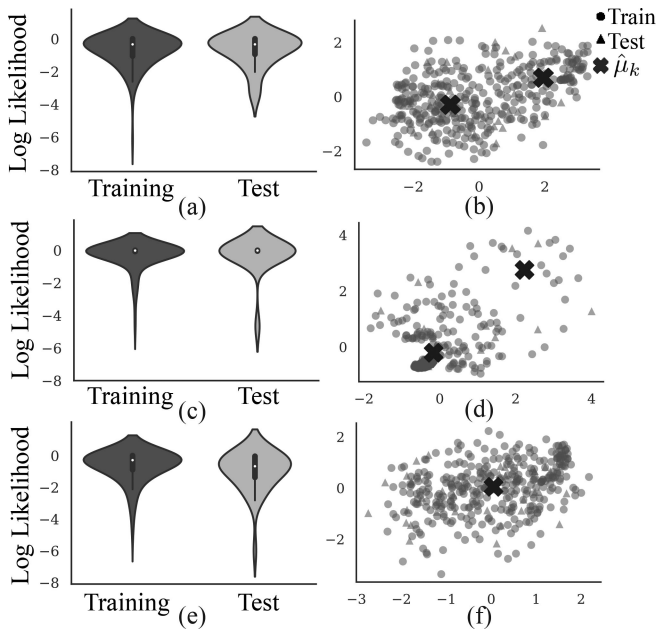 Log Likelihood
0
−2
−4
−6
−8
Training Test
(a)
2
0
−2
−2 0 2
(b)
Train
Test
μ̂k
Log Likelihood
0
−2
−4
−6
−8
Training Test
(c)
4
2
0
−2 0 2 4
(d)
Log Likelihood
0
−2
−4
−6
−8
Training Test
(e)
2
0
−2
−3 −2 −1 0 1 2
(f)